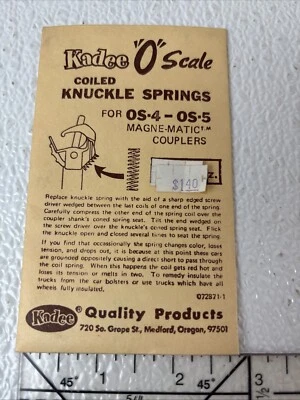 Kadee "O" Scale
COILED
KNUCKLE SPRINGS
FOR OS-4 – OS-5
MAGNE-MATIC™
COUPLERS
$1.40
Z.
Replace knuckle spring with the aid of a sharp edged screw
driver wedged between the last coils of one end of the spring.
Carefully compress the other end of the spring coil over the
coupler shank's coned spring seat. The end wedged on the
screw driver over the knuckle's coned spring seat. Flick
the knuckle open and closed several times to seat the spring.
If you find that occasionally the spring changes color, loses
tension, and drops out, it is because at this point these cars
are grounded oppositely causing a direct short to pass through
the coil spring. When this happens the coil gets red hot and
loses its tension or melts in two. To remedy insulate the
trucks from the car bolsters or use trucks which have all
wheels fully insulated.
072821-1
Kadee ® Quality Products
720 So. Grape St., Medford, Oregon, 97501
1 2 3
45° 45°